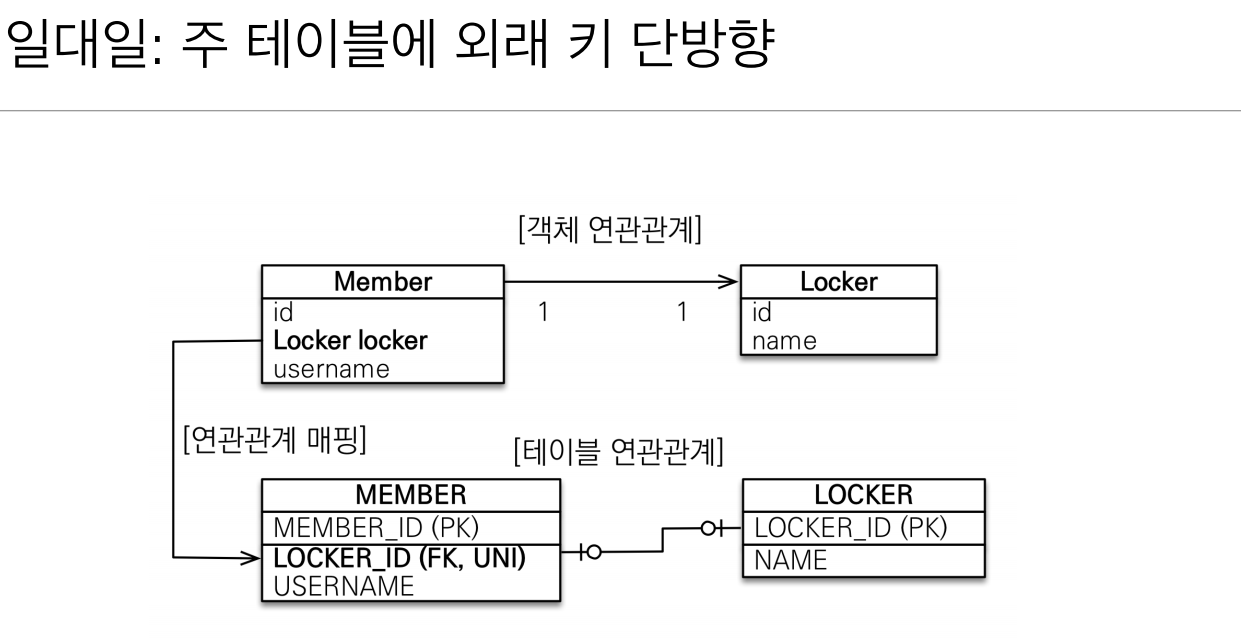 일대일: 주 테이블에 외래 키 단방향
[객체 연관관계]
Member
id
Locker locker
username
1
1
Locker
id
name
[연관관계 매핑]
[테이블 연관관계]
MEMBER
MEMBER_ID (PK)
LOCKER_ID (FK, UNI)
USERNAME
LOCKER
LOCKER_ID (PK)
NAME